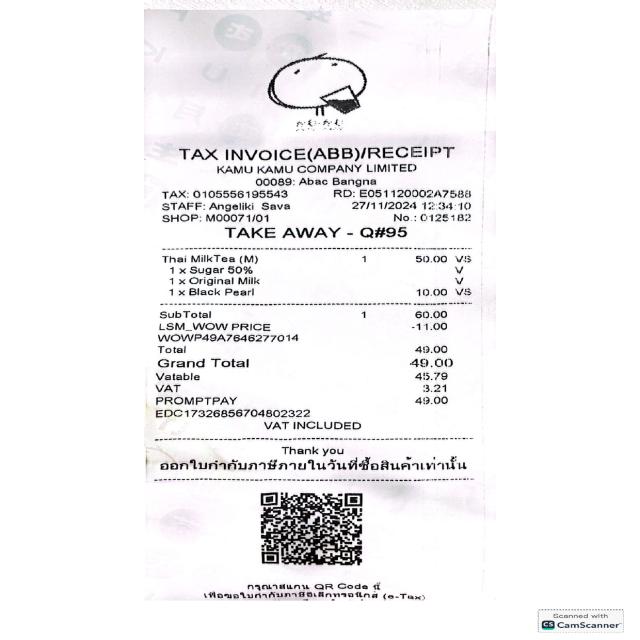 かむかむ
TAX INVOICE(ABB)/RECEIPT
KAMU KAMU COMPANY LIMITED
00089: Abac Bangna
TAX: 0105556195543 RD: E051120002A7588
STAFF: Angeliki Sava 27/11/2024 12:34:10
SHOP: M00071/01 No.: 0125182
TAKE AWAY - Q#95
Thai MilkTea (M) 1 50.00 VS
1 x Sugar 50% V
1 x Original Milk V
1 x Black Pearl 10.00 VS
SubTotal 1 60.00
LSM_WOW PRICE -11.00
WOWP49A7646277014
Total 49.00
Grand Total 49.00
Vatable 45.79
VAT 3.21
PROMPTPAY 49.00
EDC17326856704802322
VAT INCLUDED
Thank you
ออกใบกำกับภาษีภายในวันที่ซื้อสินค้าเท่านั้น
กรุณาสแกน QR Code นี้
เพื่อขอใบกำกับภาษีอิเล็กทรอนิกส์ (e-Tax)
Scanned with
CS CamScanner